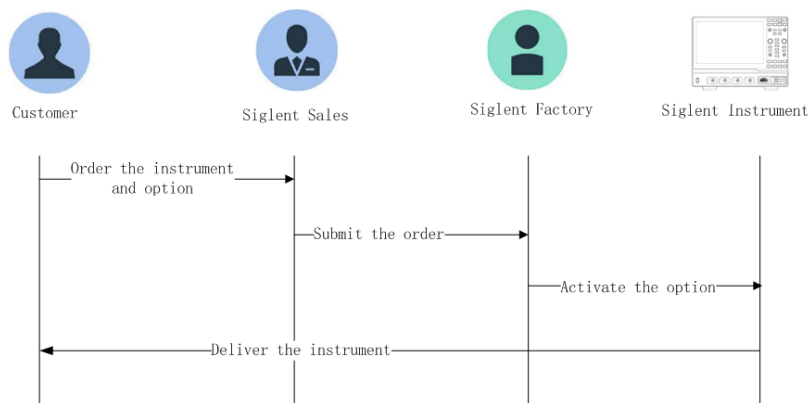 Customer
Siglent Sales
Siglent Factory
Siglent Instrument
Order the instrument
and option
Submit the order
Activate the option
Deliver the instrument